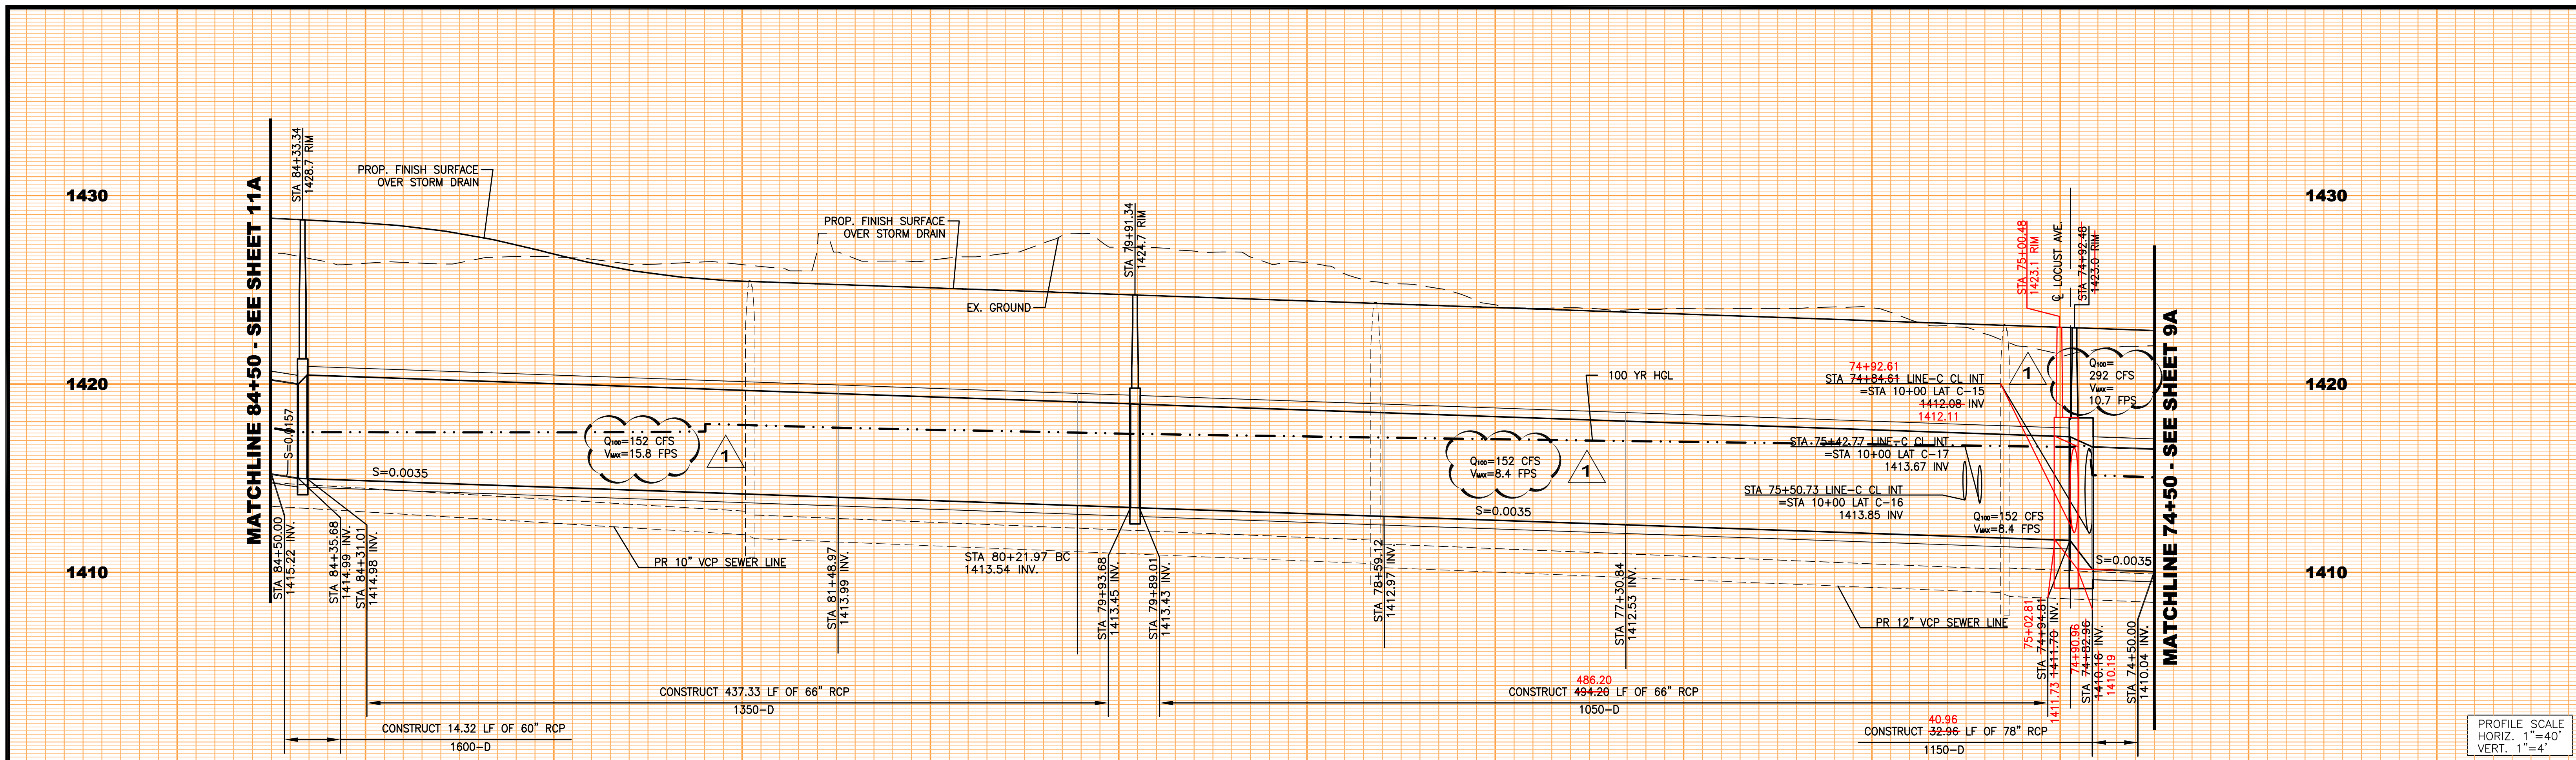 1430
1420
1410
MATCHLINE 84+50 - SEE SHEET 11A
STA 84+33.34
1428.7 RIM
PROP. FINISH SURFACE
OVER STORM DRAIN
PROP. FINISH SURFACE
OVER STORM DRAIN
EX. GROUND
STA 79+91.34
1424.7 RIM
S=0.0157
S=0.0035
Q100=152 CFS
VMAX=15.8 FPS
1
PR 10" VCP SEWER LINE
STA 84+50.00
1415.22 INV.
STA 84+35.68
1414.99 INV.
STA 84+31.01
1414.98 INV.
STA 81+48.97
1413.99 INV.
STA 80+21.97 BC
1413.54 INV.
STA 79+93.68
1413.45 INV.
STA 79+89.01
1413.43 INV.
CONSTRUCT 437.33 LF OF 66" RCP
1350-D
CONSTRUCT 14.32 LF OF 60" RCP
1600-D
100 YR HGL
Q100=152 CFS
VMAX=8.4 FPS
1
S=0.0035
STA 78+59.12
1412.97 INV.
STA 77+30.84
1412.53 INV.
74+92.61
STA 74+84.61 LINE-C CL INT
=STA 10+00 LAT C-15
1412.08 INV
1412.11
STA 75+42.77 LINE-C CL INT
=STA 10+00 LAT C-17
1413.67 INV
STA 75+50.73 LINE-C CL INT
=STA 10+00 LAT C-16
1413.85 INV
Q100=152 CFS
VMAX=8.4 FPS
PR 12" VCP SEWER LINE
STA 75+00.48
1423.1 RIM
℄ LOCUST AVE.
STA 74+92.48
1423.0 RIM
1
Q100=
292 CFS
VMAX=
10.7 FPS
S=0.0035
75+02.81
STA 74+94.81
1411.73 1411.70 INV.
74+90.96
STA 74+82.96
1410.16 INV.
1410.19
STA 74+50.00
1410.04 INV.
486.20
CONSTRUCT 494.20 LF OF 66" RCP
1050-D
40.96
CONSTRUCT 32.96 LF OF 78" RCP
1150-D
MATCHLINE 74+50 - SEE SHEET 9A
1430
1420
1410
PROFILE SCALE
HORIZ. 1"=40'
VERT. 1"=4'